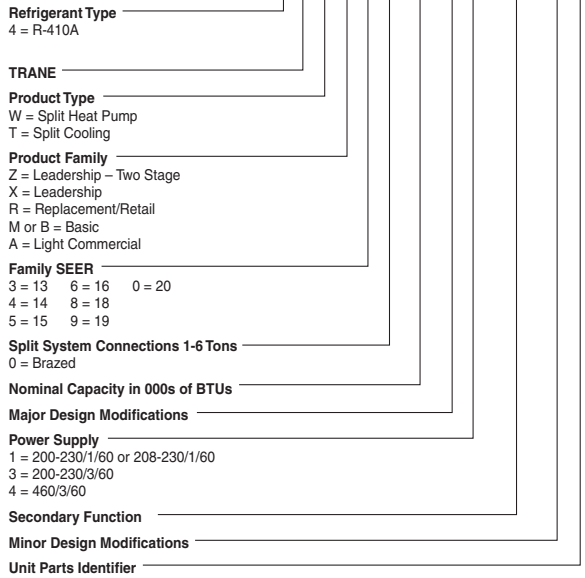 Refrigerant Type
4 = R-410A
TRANE
Product Type
W = Split Heat Pump
T = Split Cooling
Product Family
Z = Leadership – Two Stage
X = Leadership
R = Replacement/Retail
M or B = Basic
A = Light Commercial
Family SEER
3 = 13 6 = 16 0 = 20
4 = 14 8 = 18
5 = 15 9 = 19
Split System Connections 1-6 Tons
0 = Brazed
Nominal Capacity in 000s of BTUs
Major Design Modifications
Power Supply
1 = 200-230/1/60 or 208-230/1/60
3 = 200-230/3/60
4 = 460/3/60
Secondary Function
Minor Design Modifications
Unit Parts Identifier